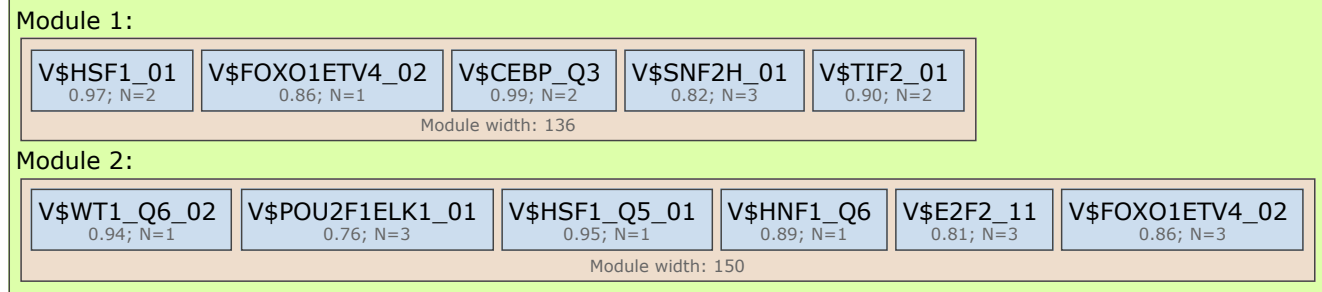 Module 1:
V$HSF1_01 V$FOXO1ETV4_02 V$CEBP_Q3 V$SNF2H_01 V$TIF2_01
0.97; N=2 0.86; N=1 0.99; N=2 0.82; N=3 0.90; N=2
Module width: 136
Module 2:
V$WT1_Q6_02 V$POU2F1ELK1_01 V$HSF1_Q5_01 V$HNF1_Q6 V$E2F2_11 V$FOXO1ETV4_02
0.94; N=1 0.76; N=3 0.95; N=1 0.89; N=1 0.81; N=3 0.86; N=3
Module width: 150